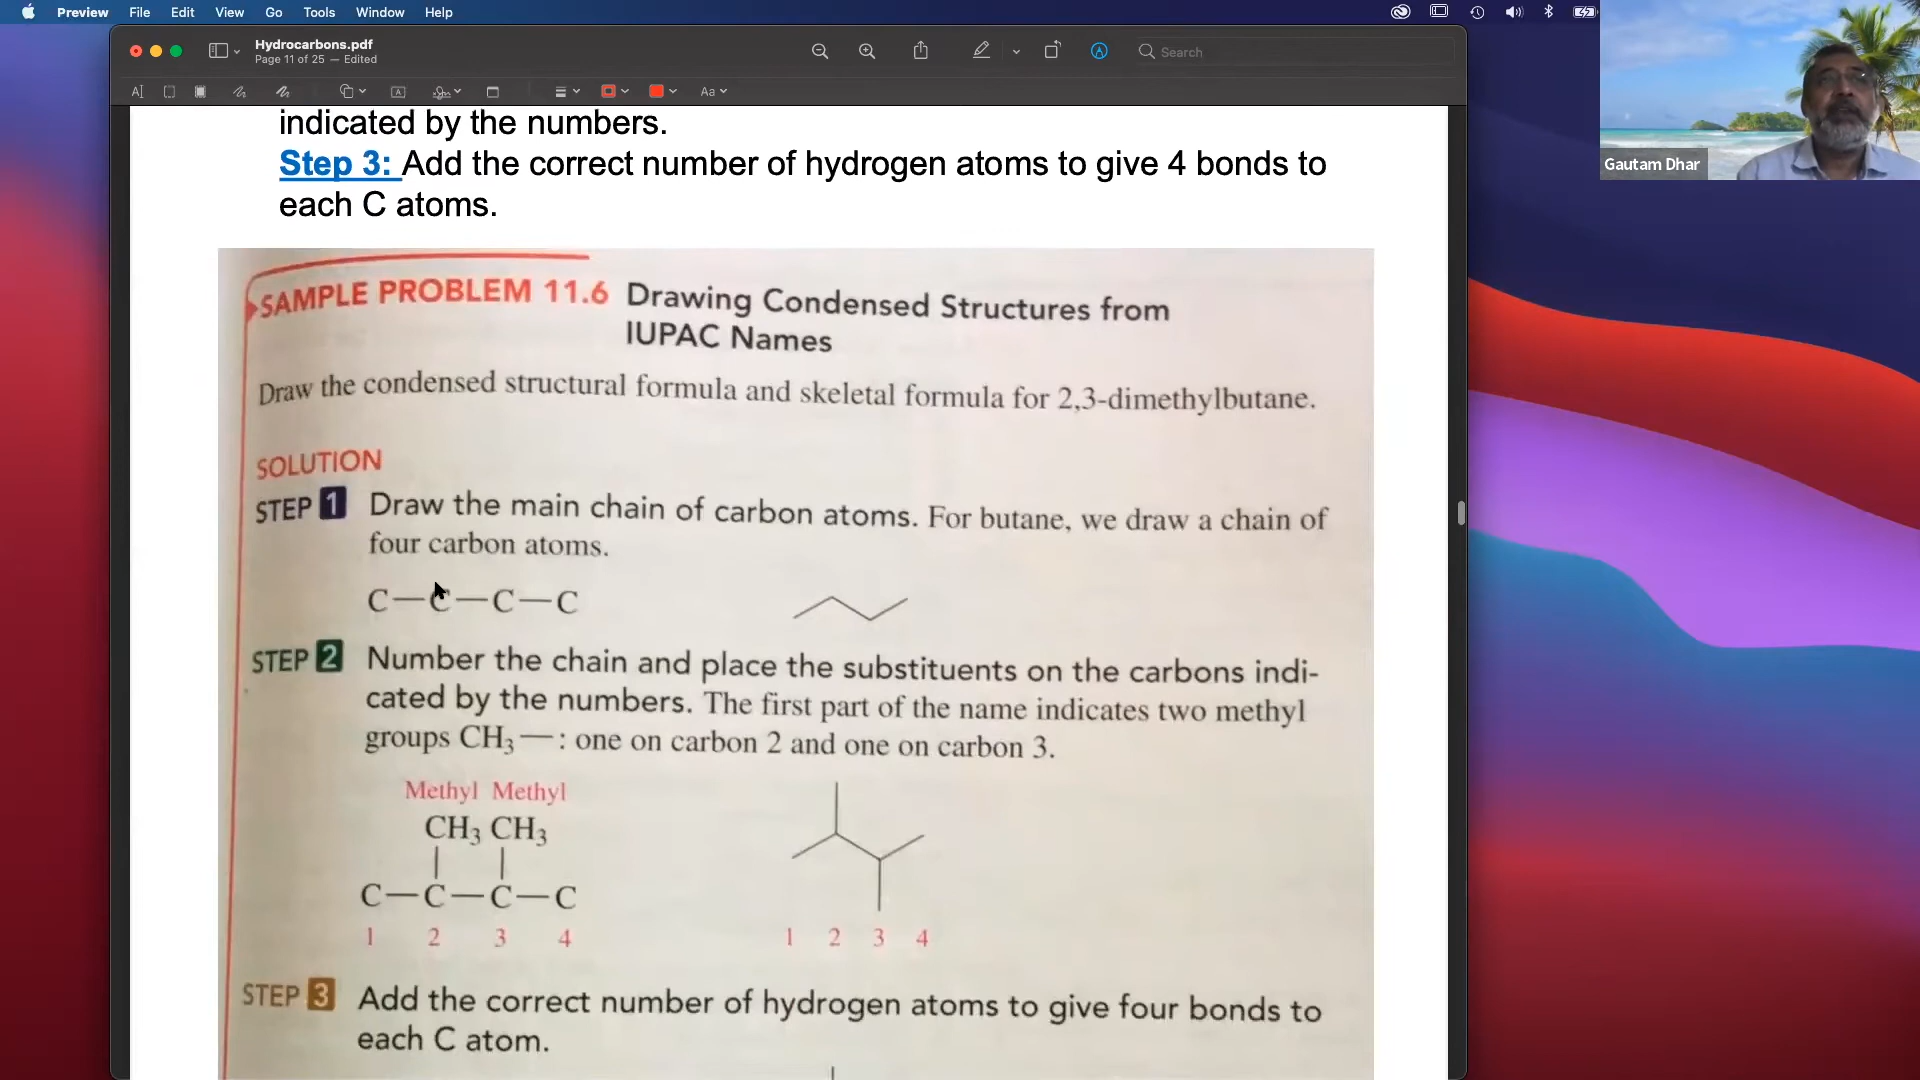 Preview File Edit View Go Tools Window Help
Hydrocarbons.pdf
Page 11 of 25 — Edited
Search
Gautam Dhar
indicated by the numbers.
Step 3: Add the correct number of hydrogen atoms to give 4 bonds to
each C atoms.
SAMPLE PROBLEM 11.6 Drawing Condensed Structures from
IUPAC Names
Draw the condensed structural formula and skeletal formula for 2,3-dimethylbutane.
SOLUTION
STEP 1 Draw the main chain of carbon atoms. For butane, we draw a chain of
four carbon atoms.
C—C—C—C
STEP 2 Number the chain and place the substituents on the carbons indi-
cated by the numbers. The first part of the name indicates two methyl
groups CH3—: one on carbon 2 and one on carbon 3.
Methyl Methyl
CH3 CH3
C—C—C—C
1 2 3 4
1 2 3 4
STEP 3 Add the correct number of hydrogen atoms to give four bonds to
each C atom.